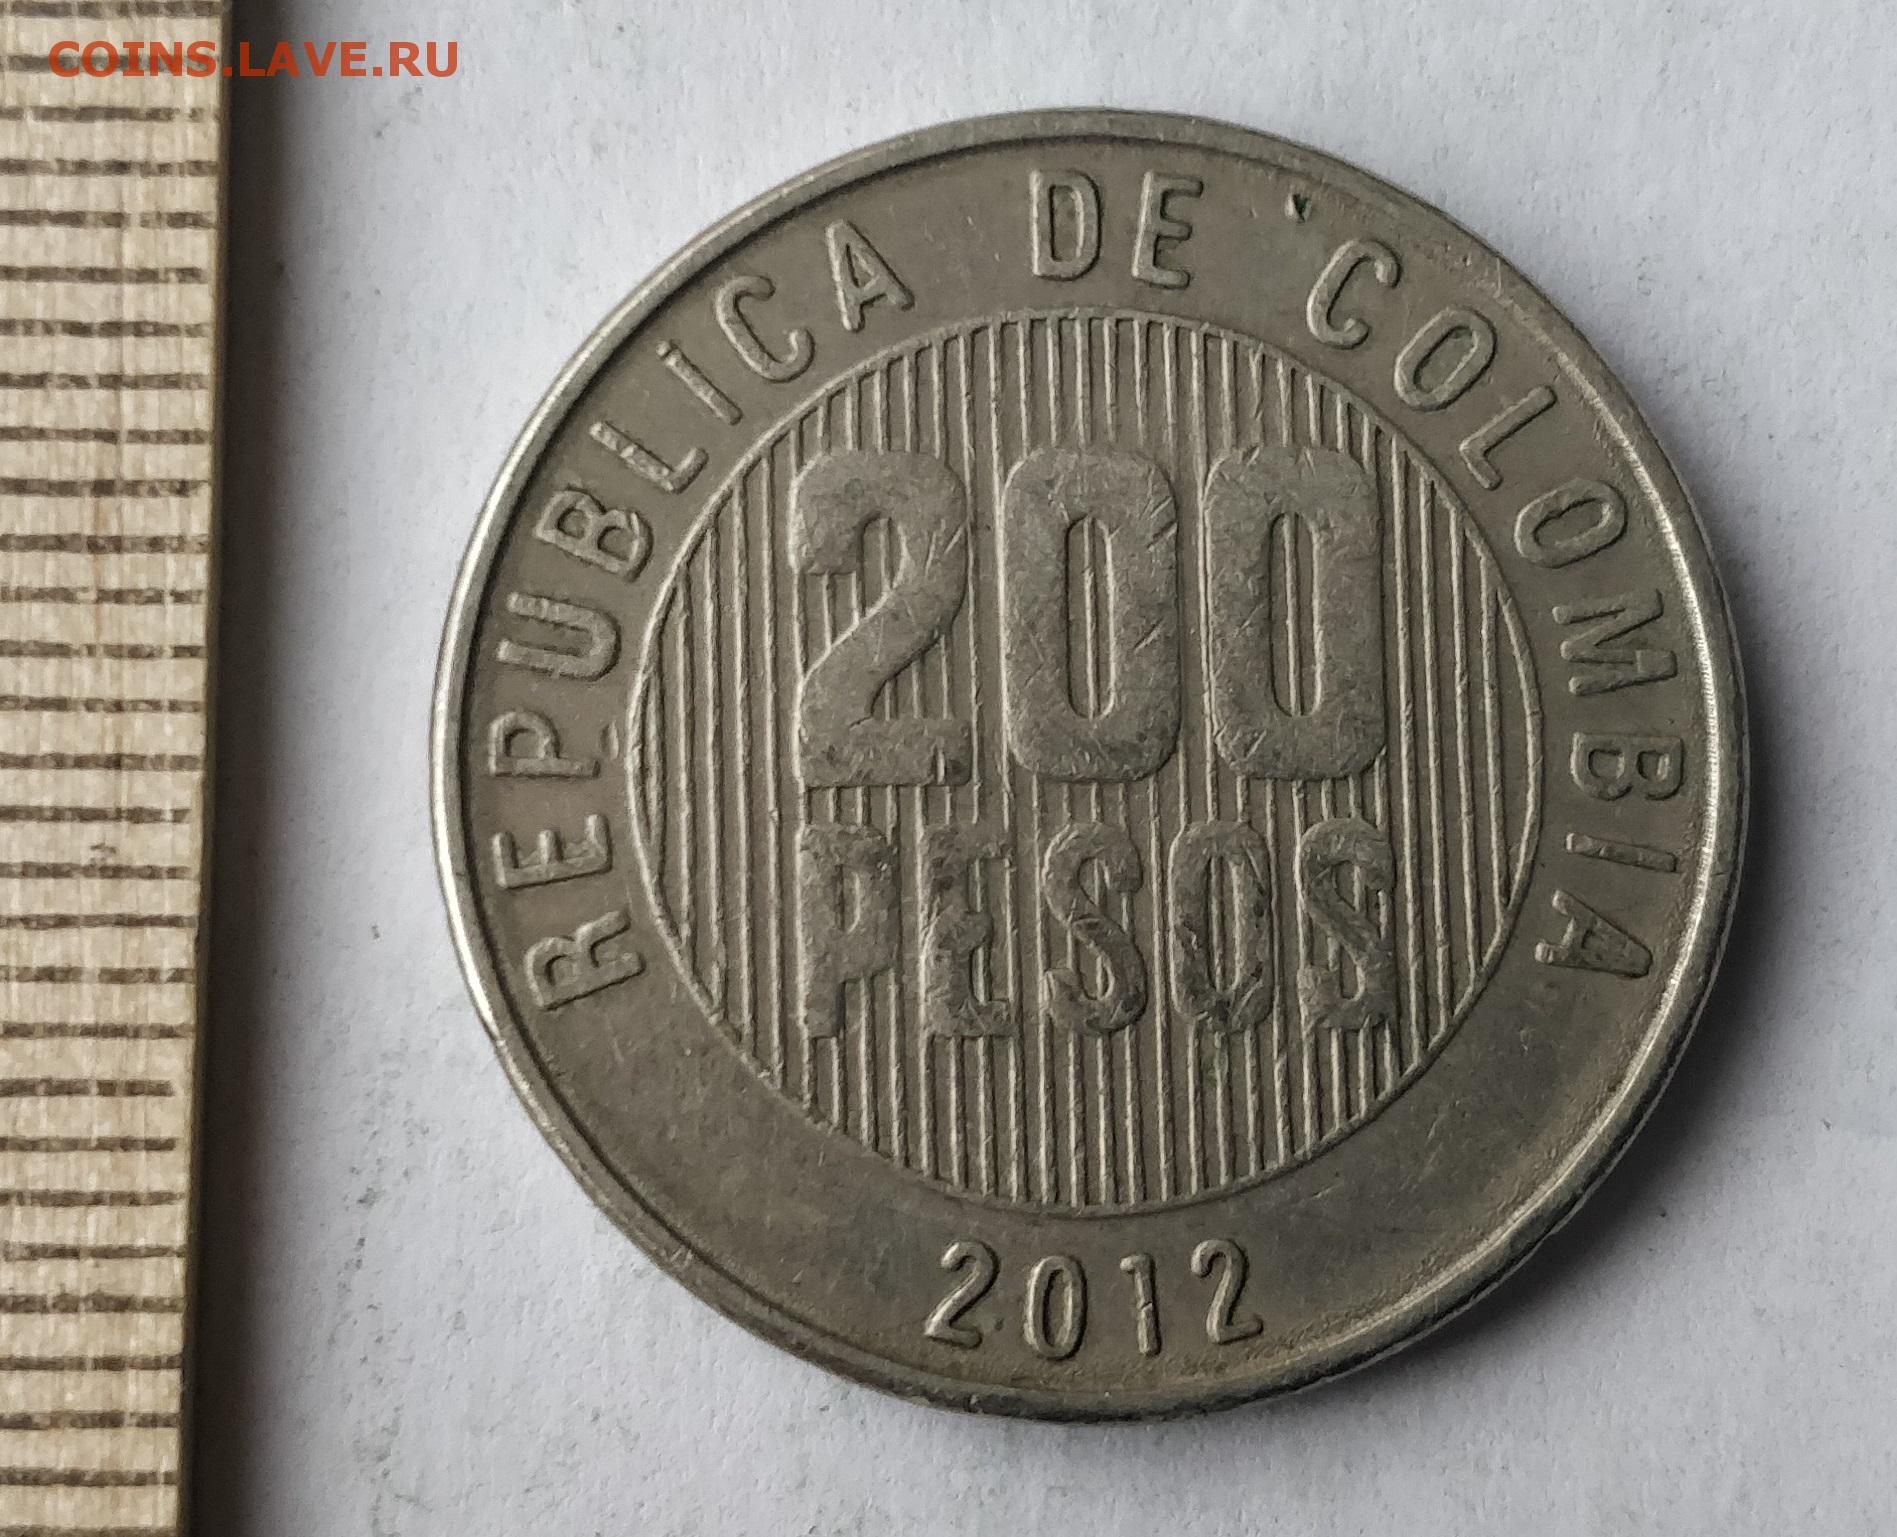 COINS.LAVE.RU
REPUBLICA DE COLOMBIA
200
PESOS
2012